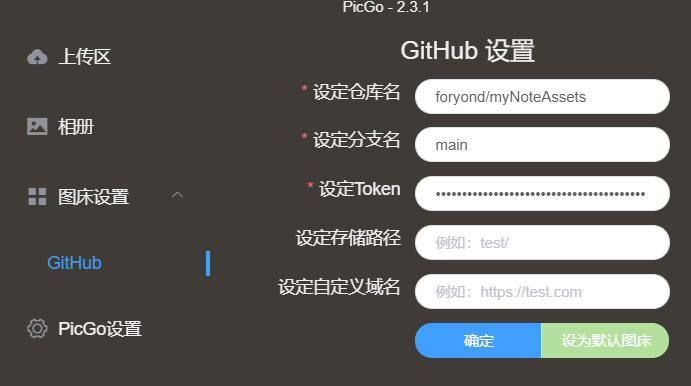 PicGo - 2.3.1
上传区
相册
图床设置
GitHub
PicGo设置
GitHub 设置
* 设定仓库名 foryond/myNoteAssets
* 设定分支名 main
* 设定Token ••••••••••••••••••••••••••••••••••••••••
设定存储路径 例如：test/
设定自定义域名 例如：https://test.com
确定 设为默认图床